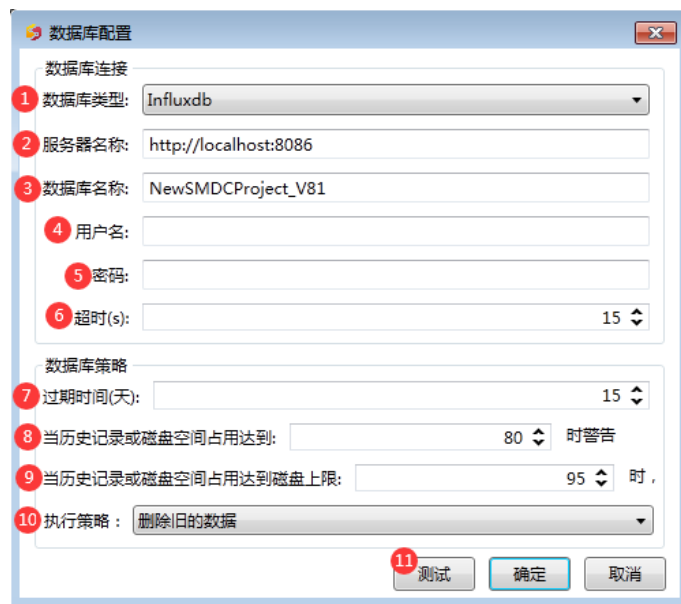 数据库配置
数据库连接
1 数据库类型: Influxdb
2 服务器名称: http://localhost:8086
3 数据库名称: NewSMDCProject_V81
4 用户名:
5 密码:
6 超时(s): 15
数据库策略
7 过期时间(天): 15
8 当历史记录或磁盘空间占用达到: 80 时警告
9 当历史记录或磁盘空间占用达到磁盘上限: 95 时，
10 执行策略： 删除旧的数据
11 测试 确定 取消